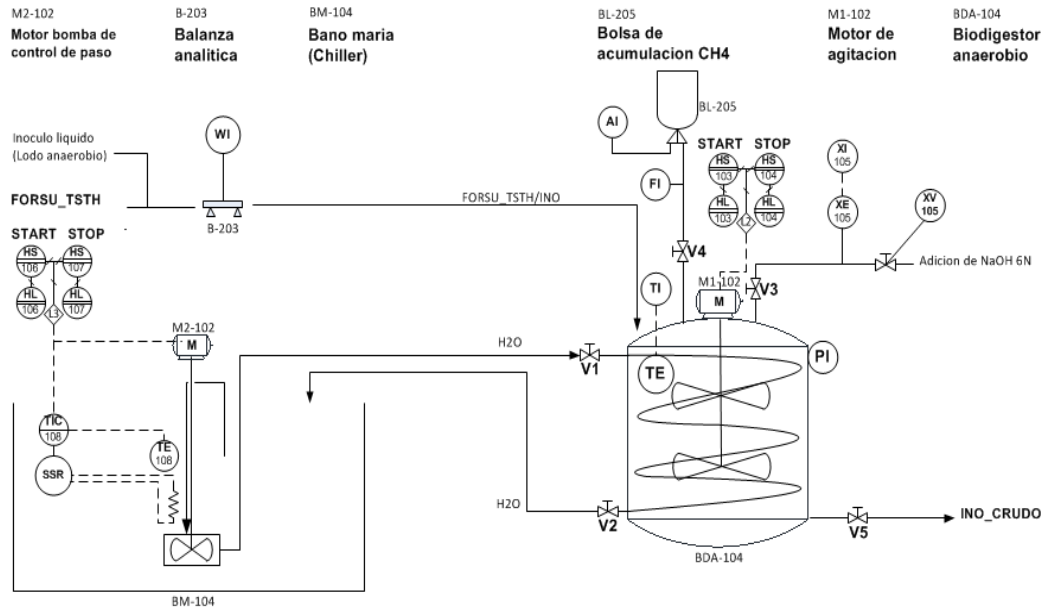 M2-102
Motor bomba de
control de paso
B-203
Balanza
analitica
BM-104
Bano maria
(Chiller)
BL-205
Bolsa de
acumulacion CH4
M1-102
Motor de
agitacion
BDA-104
Biodigestor
anaerobio
BL-205
AI
WI
Inoculo liquido
(Lodo anaerobio)
START STOP
HS
103
HS
104
XI
105
FI
FORSU_TSTH
FORSU_TSTH/INO
HL
103
HL
104
XE
105
XV
105
B-203
L2
START STOP
V4
HS
106
HS
107
Adicion de NaOH 6N
TI
M1-102
V3
HL
106
HL
107
L3
M
M2-102
M
H2O
V1
TE
PI
TIC
108
TE
108
SSR
H2O
V2
V5
INO_CRUDO
BDA-104
BM-104